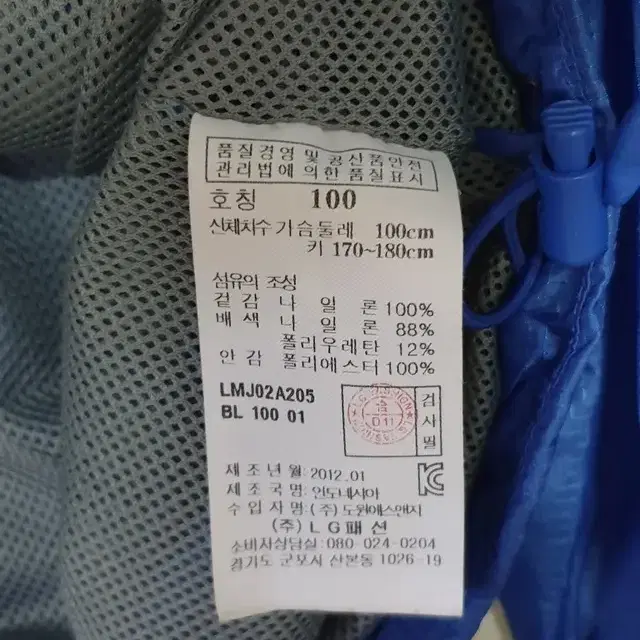 품질경영 및 공산품안전
관리법에 의한 품질표시
호칭 100
신체치수 가슴둘레 100cm
키 170~180cm
섬유의 조성
겉감 나일론 100%
배색 나일론 88%
폴리우레탄 12%
안감 폴리에스터 100%
LMJ02A205
BL 100 01
검사필
011
제조년월: 2012.01
제조국명: 인도네시아
수입자명: (주) 도원에스앤지
(주) LG패션
소비자상담실: 080-024-0204
경기도 군포시 산본동 1026-19